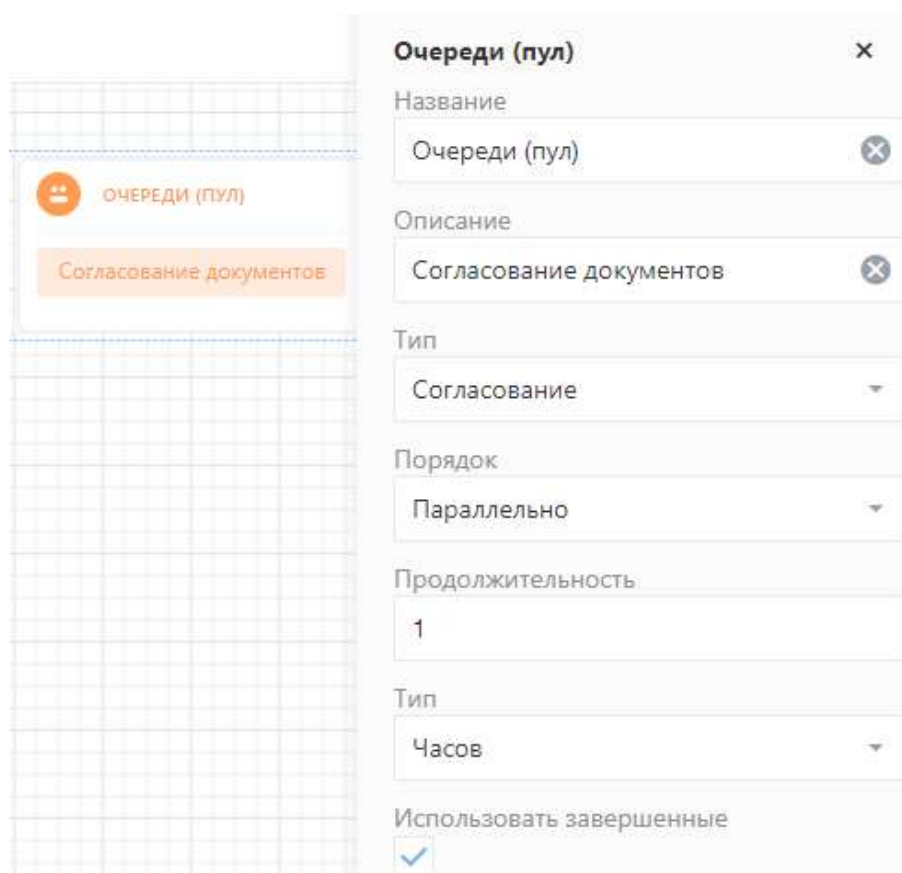 ОЧЕРЕДИ (ПУЛ)
Согласование документов
Очереди (пул)
Название
Очереди (пул)
Описание
Согласование документов
Тип
Согласование
Порядок
Параллельно
Продолжительность
1
Тип
Часов
Использовать завершенные